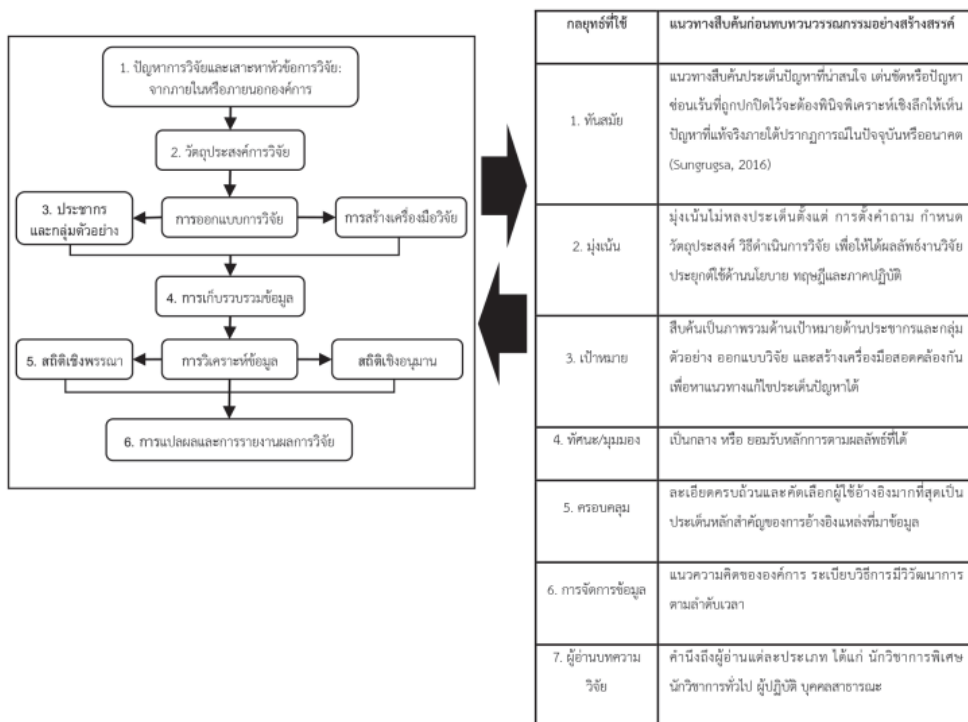 1. ปัญหาการวิจัยและเสาะหาหัวข้อการวิจัย:
จากภายในหรือภายนอกองค์การ
2. วัตถุประสงค์การวิจัย
3. ประชากร
และกลุ่มตัวอย่าง
การออกแบบการวิจัย
การสร้างเครื่องมือวิจัย
4. การเก็บรวบรวมข้อมูล
5. สถิติเชิงพรรณา
การวิเคราะห์ข้อมูล
สถิติเชิงอนุมาน
6. การแปลผลและการรายงานผลการวิจัย
กลยุทธ์ที่ใช้
แนวทางสืบค้นก่อนทบทวนวรรณกรรมอย่างสร้างสรรค์
1. ทันสมัย
แนวทางสืบค้นประเด็นปัญหาที่น่าสนใจ เด่นชัดหรือปัญหา
ซ่อนเร้นที่ถูกปกปิดไว้จะต้องพินิจพิเคราะห์เชิงลึกให้เห็น
ปัญหาที่แท้จริงภายใต้ปรากฏการณ์ในปัจจุบันหรืออนาคต
(Sungrugsa, 2016)
2. มุ่งเน้น
มุ่งเน้นไม่หลงประเด็นตั้งแต่ การตั้งคำถาม กำหนด
วัตถุประสงค์ วิธีดำเนินการวิจัย เพื่อให้ได้ผลลัพธ์งานวิจัย
ประยุกต์ใช้ด้านนโยบาย ทฤษฎีและภาคปฏิบัติ
3. เป้าหมาย
สืบค้นเป็นภาพรวมด้านเป้าหมายด้านประชากรและกลุ่ม
ตัวอย่าง ออกแบบวิจัย และสร้างเครื่องมือสอดคล้องกัน
เพื่อหาแนวทางแก้ไขประเด็นปัญหาได้
4. ทัศนะ/มุมมอง
เป็นกลาง หรือ ยอมรับหลักการตามผลลัพธ์ที่ได้
5. ครอบคลุม
ละเอียดครบถ้วนและคัดเลือกผู้ใช้อ้างอิงมากที่สุดเป็น
ประเด็นหลักสำคัญของการอ้างอิงแหล่งที่มาข้อมูล
6. การจัดการข้อมูล
แนวความคิดขององค์การ ระเบียบวิธีการมีวิวัฒนาการ
ตามลำดับเวลา
7. ผู้อ่านบทความ
วิจัย
คำนึงถึงผู้อ่านแต่ละประเภท ได้แก่ นักวิชาการพิเศษ
นักวิชาการทั่วไป ผู้ปฏิบัติ บุคคลสาธารณะ